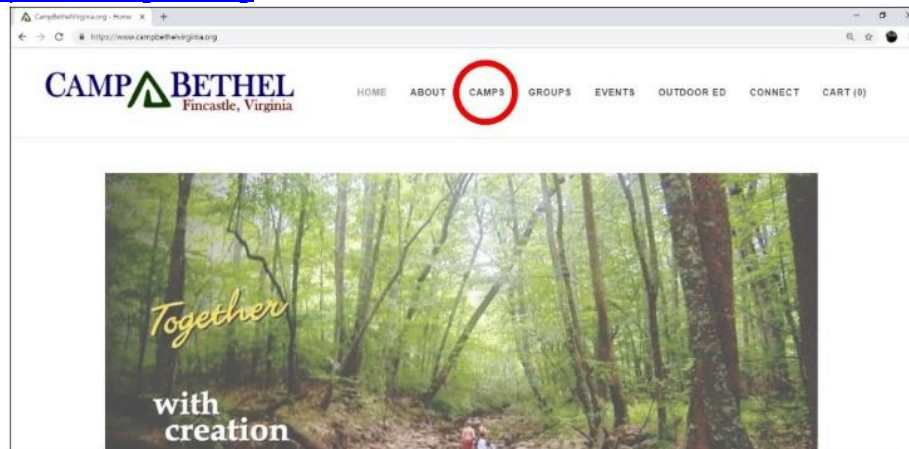 CampBethelVirginia.org - Home
https://www.campbethelvirginia.org
CAMP BETHEL
Fincastle, Virginia
HOME ABOUT CAMPS GROUPS EVENTS OUTDOOR ED CONNECT CART (0)
Together
with
creation